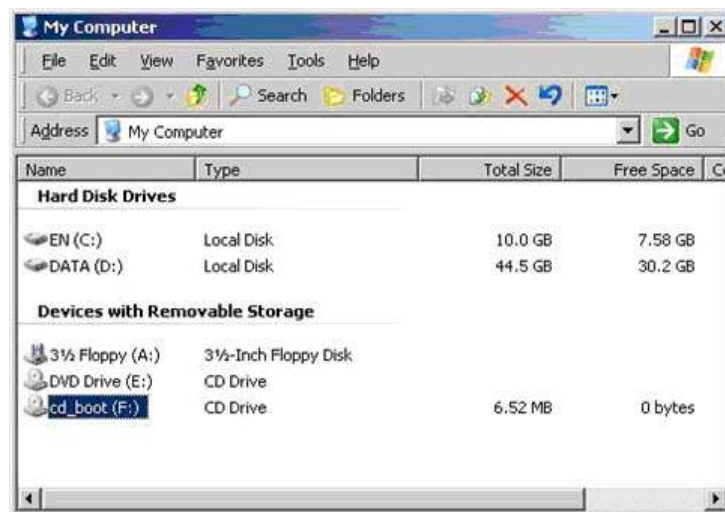 My Computer
File Edit View Favorites Tools Help
Back Search Folders
Address My Computer Go
Name Type Total Size Free Space
Hard Disk Drives
EN (C:) Local Disk 10.0 GB 7.58 GB
DATA (D:) Local Disk 44.5 GB 30.2 GB
Devices with Removable Storage
3½ Floppy (A:) 3½-Inch Floppy Disk
DVD Drive (E:) CD Drive
cd_boot (F:) CD Drive 6.52 MB 0 bytes